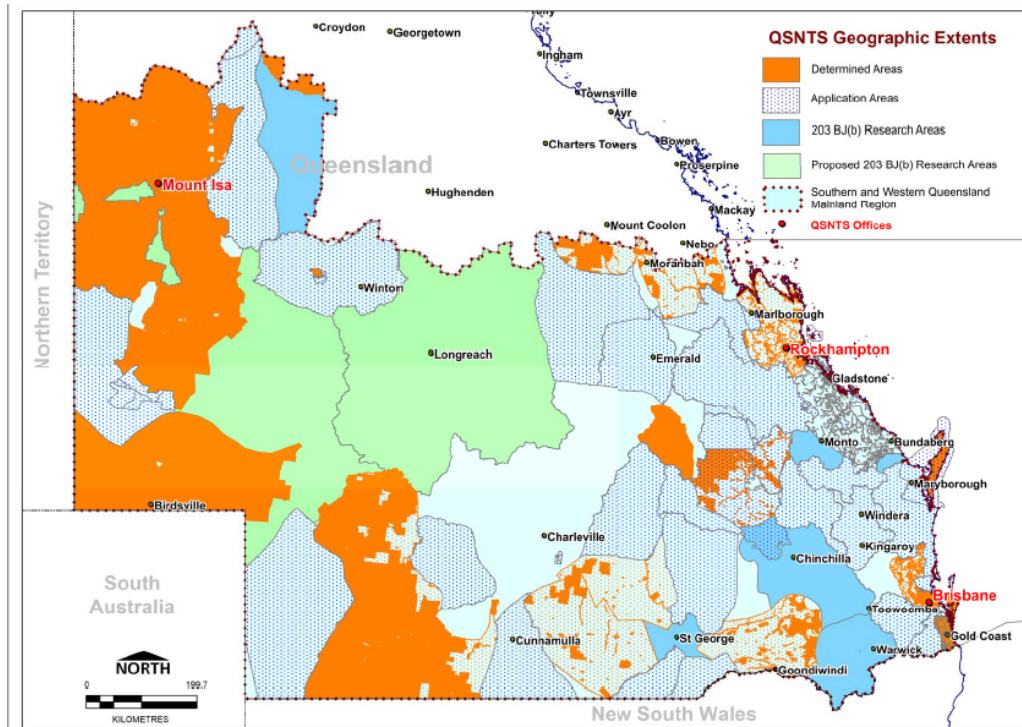 QSNTS Geographic Extents
Determined Areas
Application Areas
203 BJ(b) Research Areas
Proposed 203 BJ(b) Research Areas
Southern and Western Queensland
Mainland Region
QSNTS Offices
Croydon
Georgetown
Ingham
Townsville
Ayr
Charters Towers
Bowen
Proserpine
Queensland
Mount Isa
Hughenden
Mackay
Mount Coolon
Nebo
Moranbah
Winton
Marlborough
Northern Territory
Longreach
Emerald
Rockhampton
Gladstone
Monto
Bundaberg
Maryborough
Birdsville
Windera
Charleville
Kingaroy
Chinchilla
South
Australia
Brisbane
Toowoomba
Cunnamulla
St George
Gold Coast
Warwick
Goondiwindi
NORTH
0
199.7
KILOMETRES
New South Wales